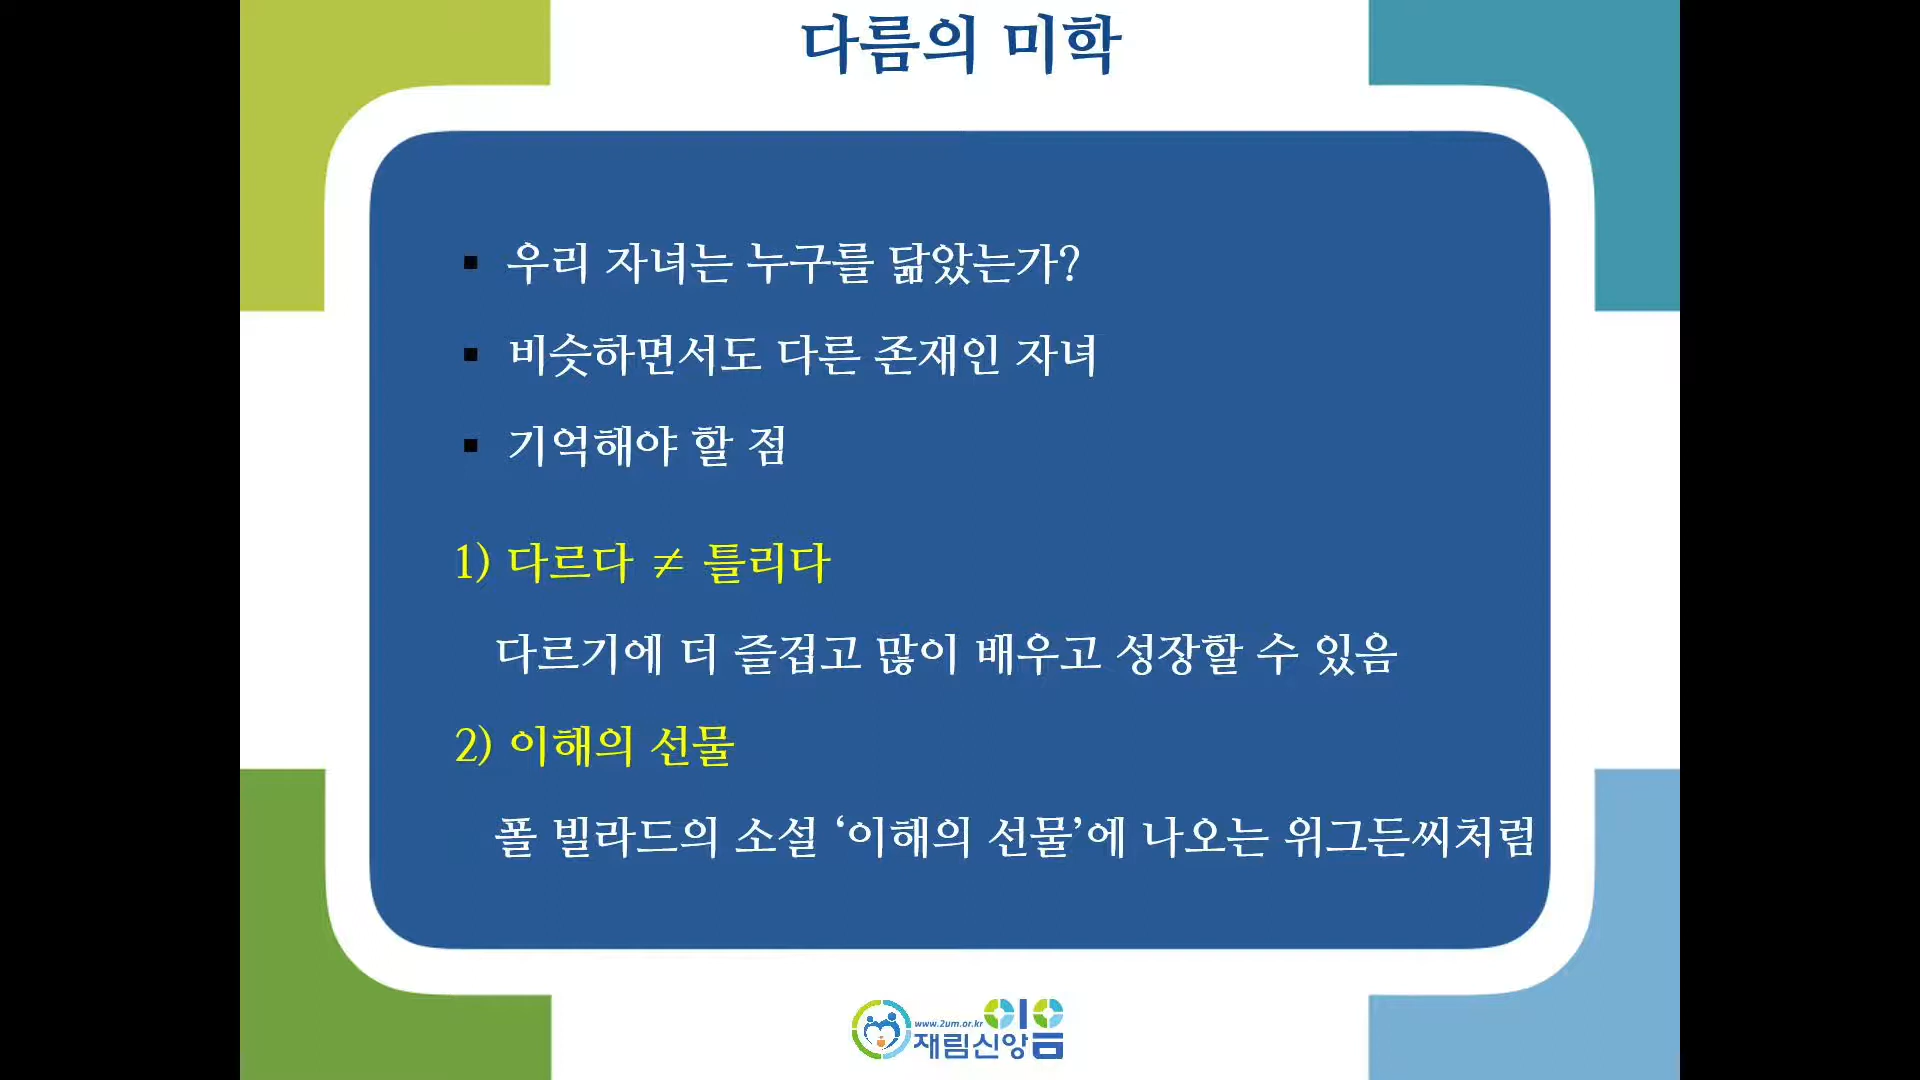 다름의 미학
▪ 우리 자녀는 누구를 닮았는가?
▪ 비슷하면서도 다른 존재인 자녀
▪ 기억해야 할 점
1) 다르다 ≠ 틀리다
다르기에 더 즐겁고 많이 배우고 성장할 수 있음
2) 이해의 선물
폴 빌라드의 소설 ‘이해의 선물’에 나오는 위그든씨처럼
www.2um.or.kr
재림신앙이음